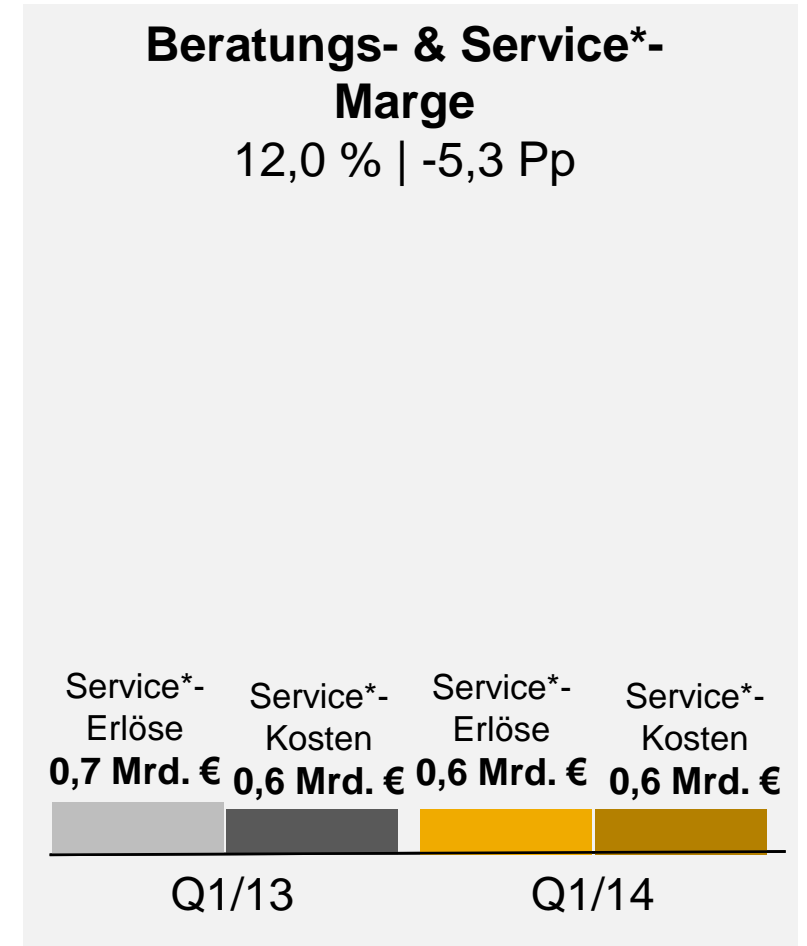 Beratungs- & Service*-
Marge
12,0 % | -5,3 Pp
Service*-
Erlöse
0,7 Mrd. €
Service*-
Kosten
0,6 Mrd. €
Service*-
Erlöse
0,6 Mrd. €
Service*-
Kosten
0,6 Mrd. €
Q1/13
Q1/14